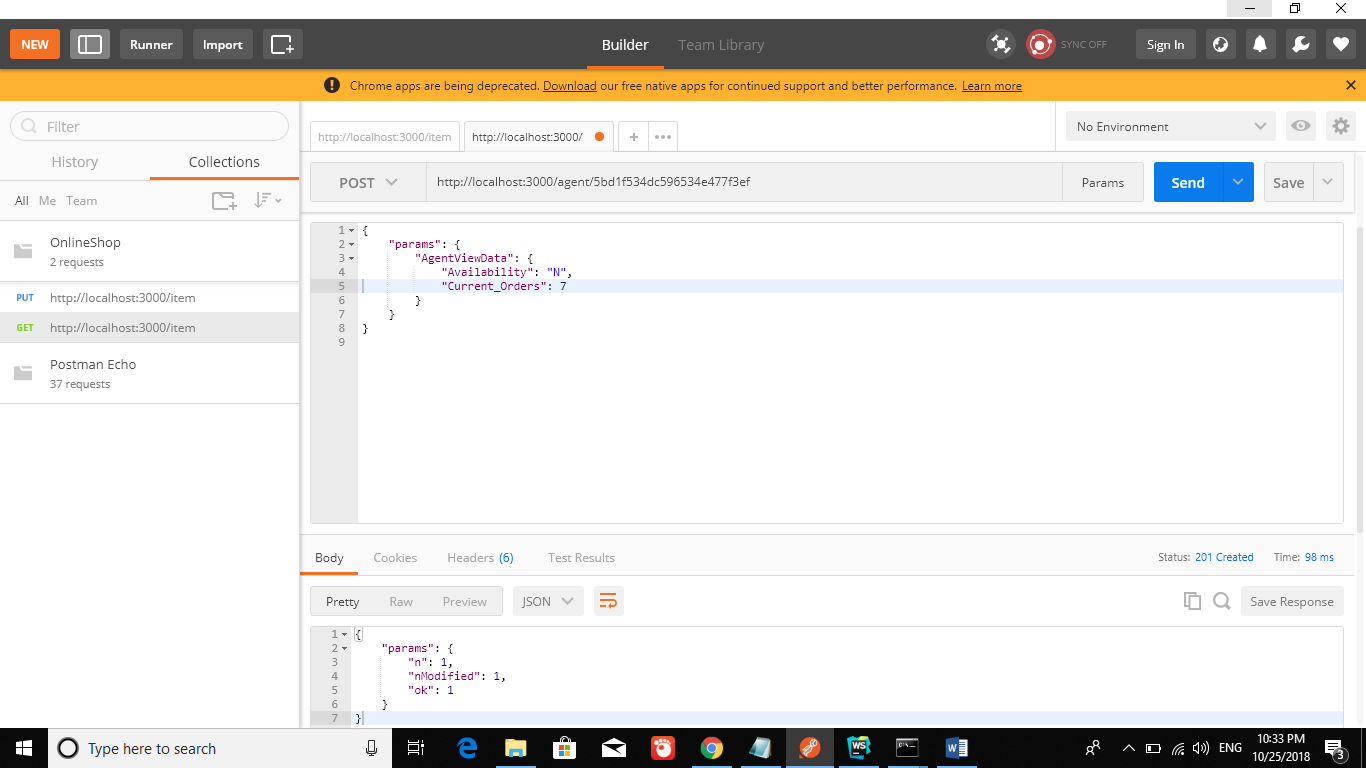 NEW Runner Import Builder Team Library SYNC OFF Sign In
Chrome apps are being deprecated. Download our free native apps for continued support and better performance. Learn more
Filter
History Collections
All Me Team
OnlineShop
2 requests
PUT http://localhost:3000/item
GET http://localhost:3000/item
Postman Echo
37 requests
http://localhost:3000/item http://localhost:3000/ + ••• No Environment
POST http://localhost:3000/agent/5bd1f534dc596534e477f3ef Params Send Save
1 {
2 "params": {
3 "AgentViewData": {
4 "Availability": "N",
5 "Current_Orders": 7
6 }
7 }
8 }
9
Body Cookies Headers (6) Test Results Status: 201 Created Time: 98 ms
Pretty Raw Preview JSON Save Response
1 {
2 "params": {
3 "n": 1,
4 "nModified": 1,
5 "ok": 1
6 }
7 }
Type here to search WS W ENG 10:33 PM
10/25/2018 3